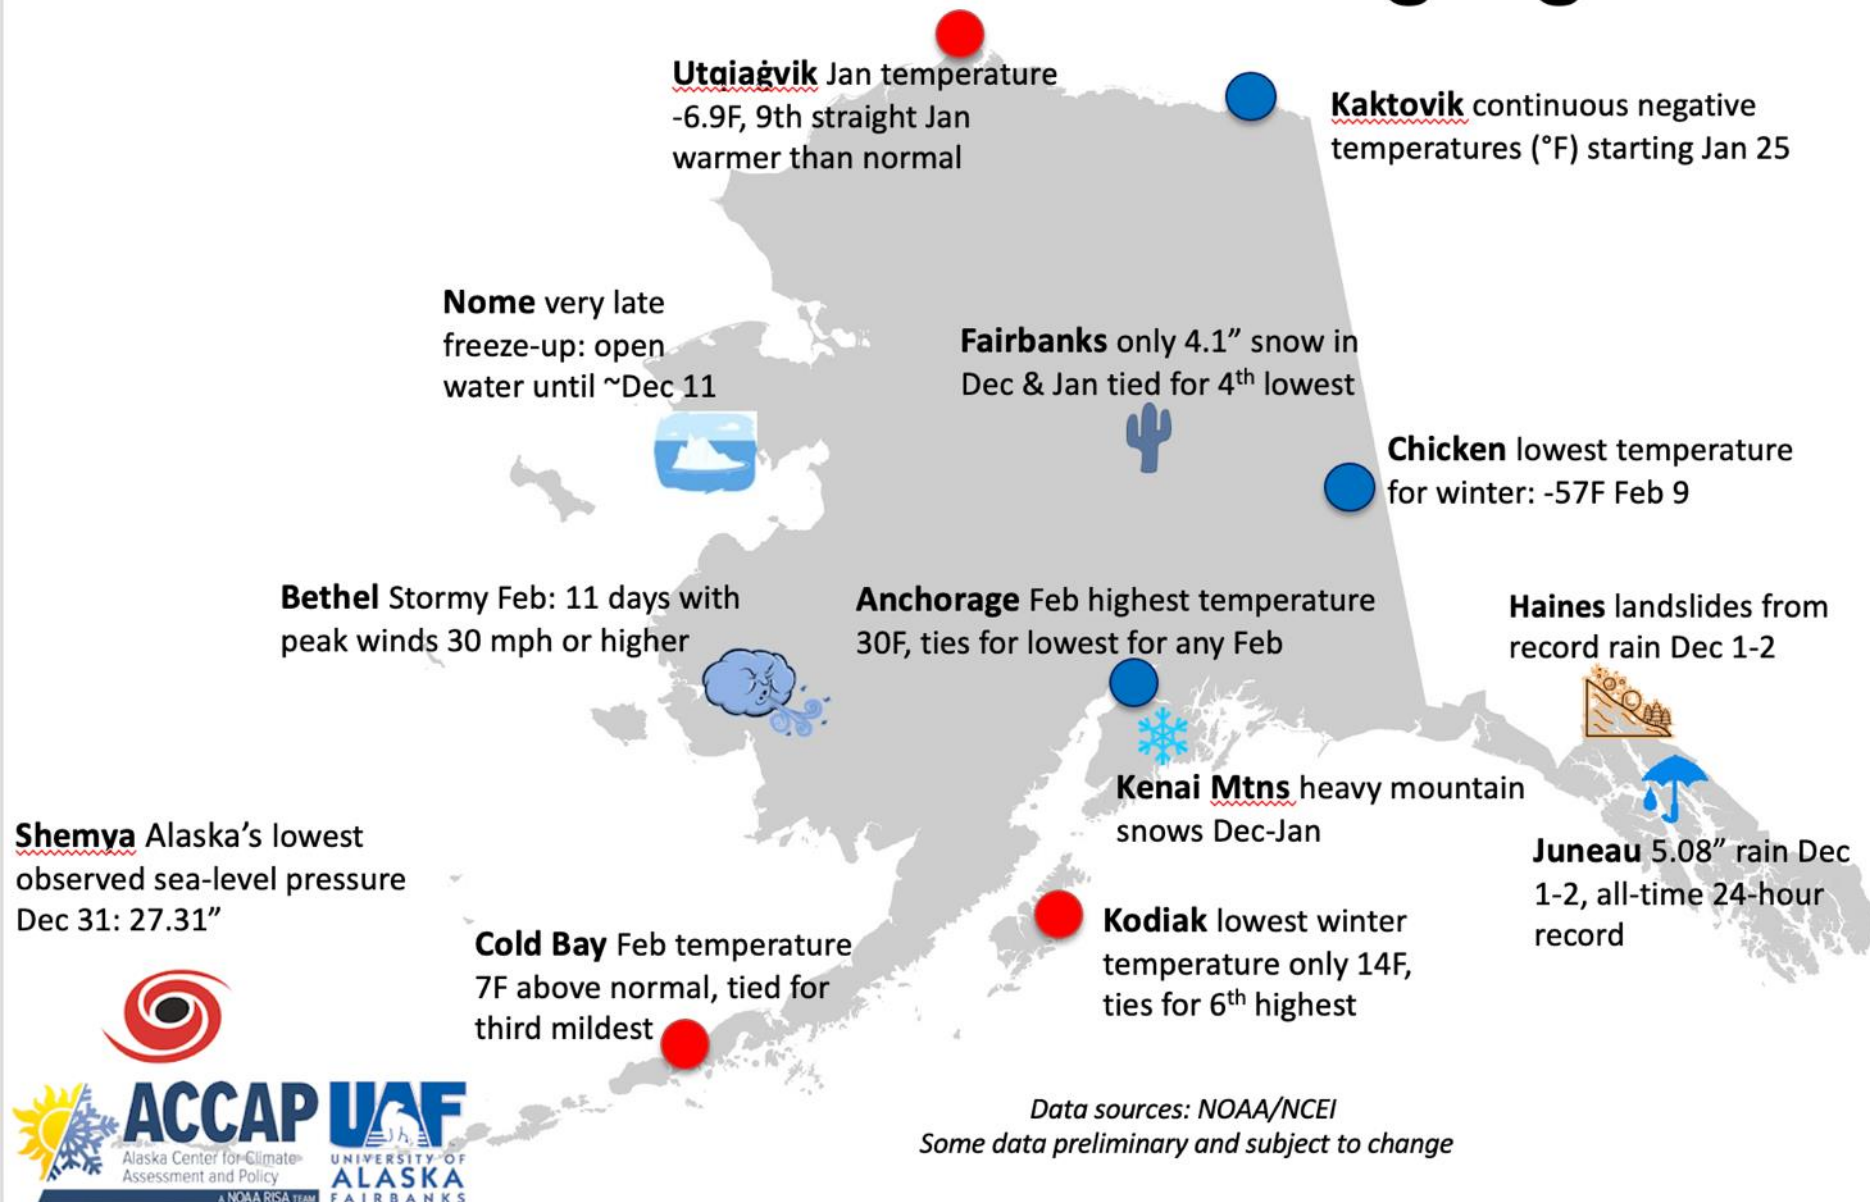 Utqiaġvik Jan temperature
-6.9F, 9th straight Jan
warmer than normal
Kaktovik continuous negative
temperatures (°F) starting Jan 25
Nome very late
freeze-up: open
water until ~Dec 11
Fairbanks only 4.1” snow in
Dec & Jan tied for 4th lowest
Chicken lowest temperature
for winter: -57F Feb 9
Bethel Stormy Feb: 11 days with
peak winds 30 mph or higher
Anchorage Feb highest temperature
30F, ties for lowest for any Feb
Haines landslides from
record rain Dec 1-2
Kenai Mtns heavy mountain
snows Dec-Jan
Shemya Alaska’s lowest
observed sea-level pressure
Dec 31: 27.31”
Juneau 5.08” rain Dec
1-2, all-time 24-hour
record
Kodiak lowest winter
temperature only 14F,
ties for 6th highest
Cold Bay Feb temperature
7F above normal, tied for
third mildest
Data sources: NOAA/NCEI
Some data preliminary and subject to change
ACCAP
Alaska Center for Climate
Assessment and Policy
A NOAA RISA TEAM
UAF
UNIVERSITY OF
ALASKA
FAIRBANKS